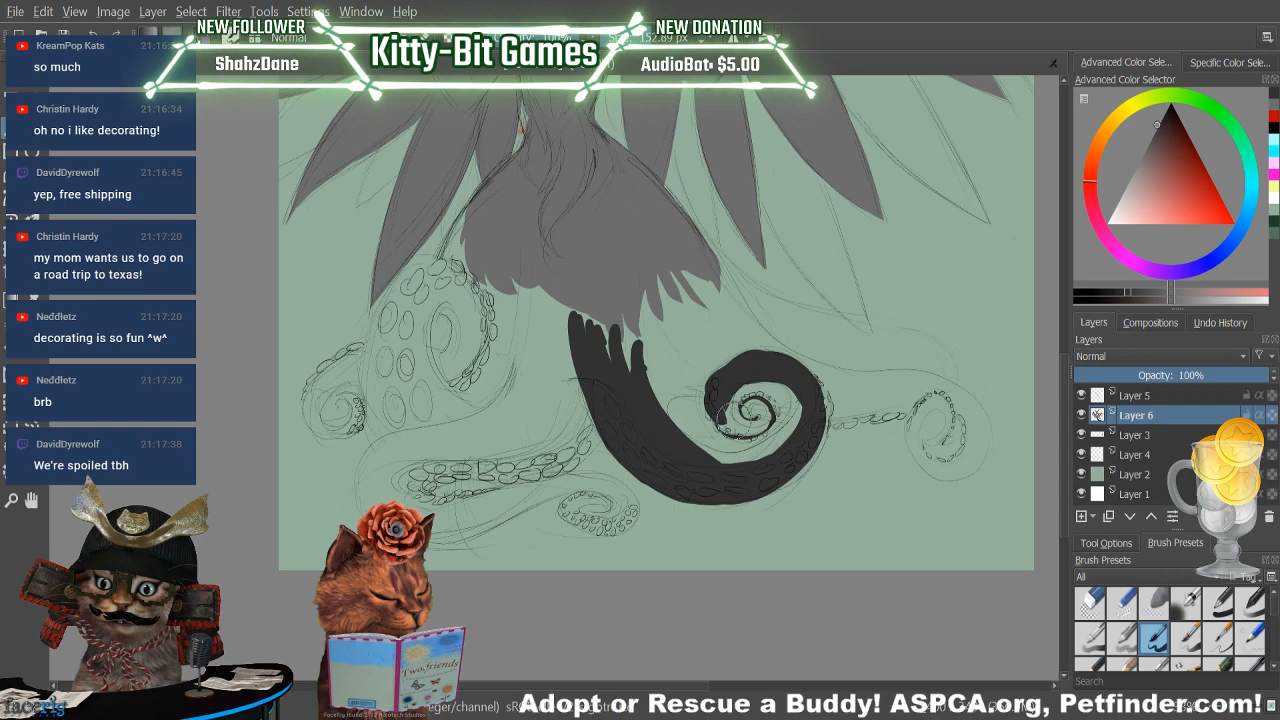 File Edit View Image Layer Select Filter Tools Settings Window Help
NEW FOLLOWER
ShahzDane
Kitty-Bit Games
NEW DONATION
AudioBot• $5.00
Normal
152.89 px
KreamPop Kats
so much
Christin Hardy 21:16:34
oh no i like decorating!
DavidDyrewolf 21:16:45
yep, free shipping
Christin Hardy 21:17:20
my mom wants us to go on
a road trip to texas!
Neddletz 21:17:20
decorating is so fun ^w^
Neddletz 21:17:20
brb
DavidDyrewolf 21:17:38
We're spoiled tbh
Advanced Color Selec... Specific Color Sele...
Advanced Color Selector
Layers Compositions Undo History
Layers
Normal
Opacity: 100%
Layer 5
Layer 6
Layer 3
Layer 4
Layer 2
Layer 1
Tool Options Brush Presets
Brush Presets
All
Tag
Search
Two friends
facerig
Adopt or Rescue a Buddy! ASPCA.org, Petfinder.com!